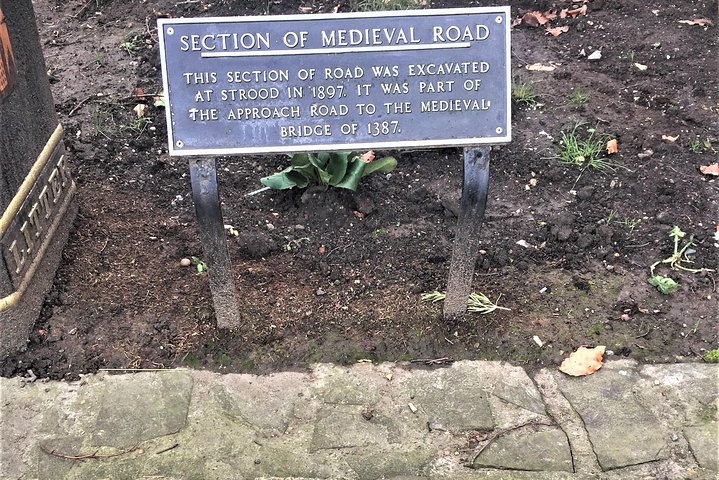 SECTION OF MEDIEVAL ROAD
THIS SECTION OF ROAD WAS EXCAVATED
AT STROOD IN 1897. IT WAS PART OF
THE APPROACH ROAD TO THE MEDIEVAL
BRIDGE OF 1387.
LITTER